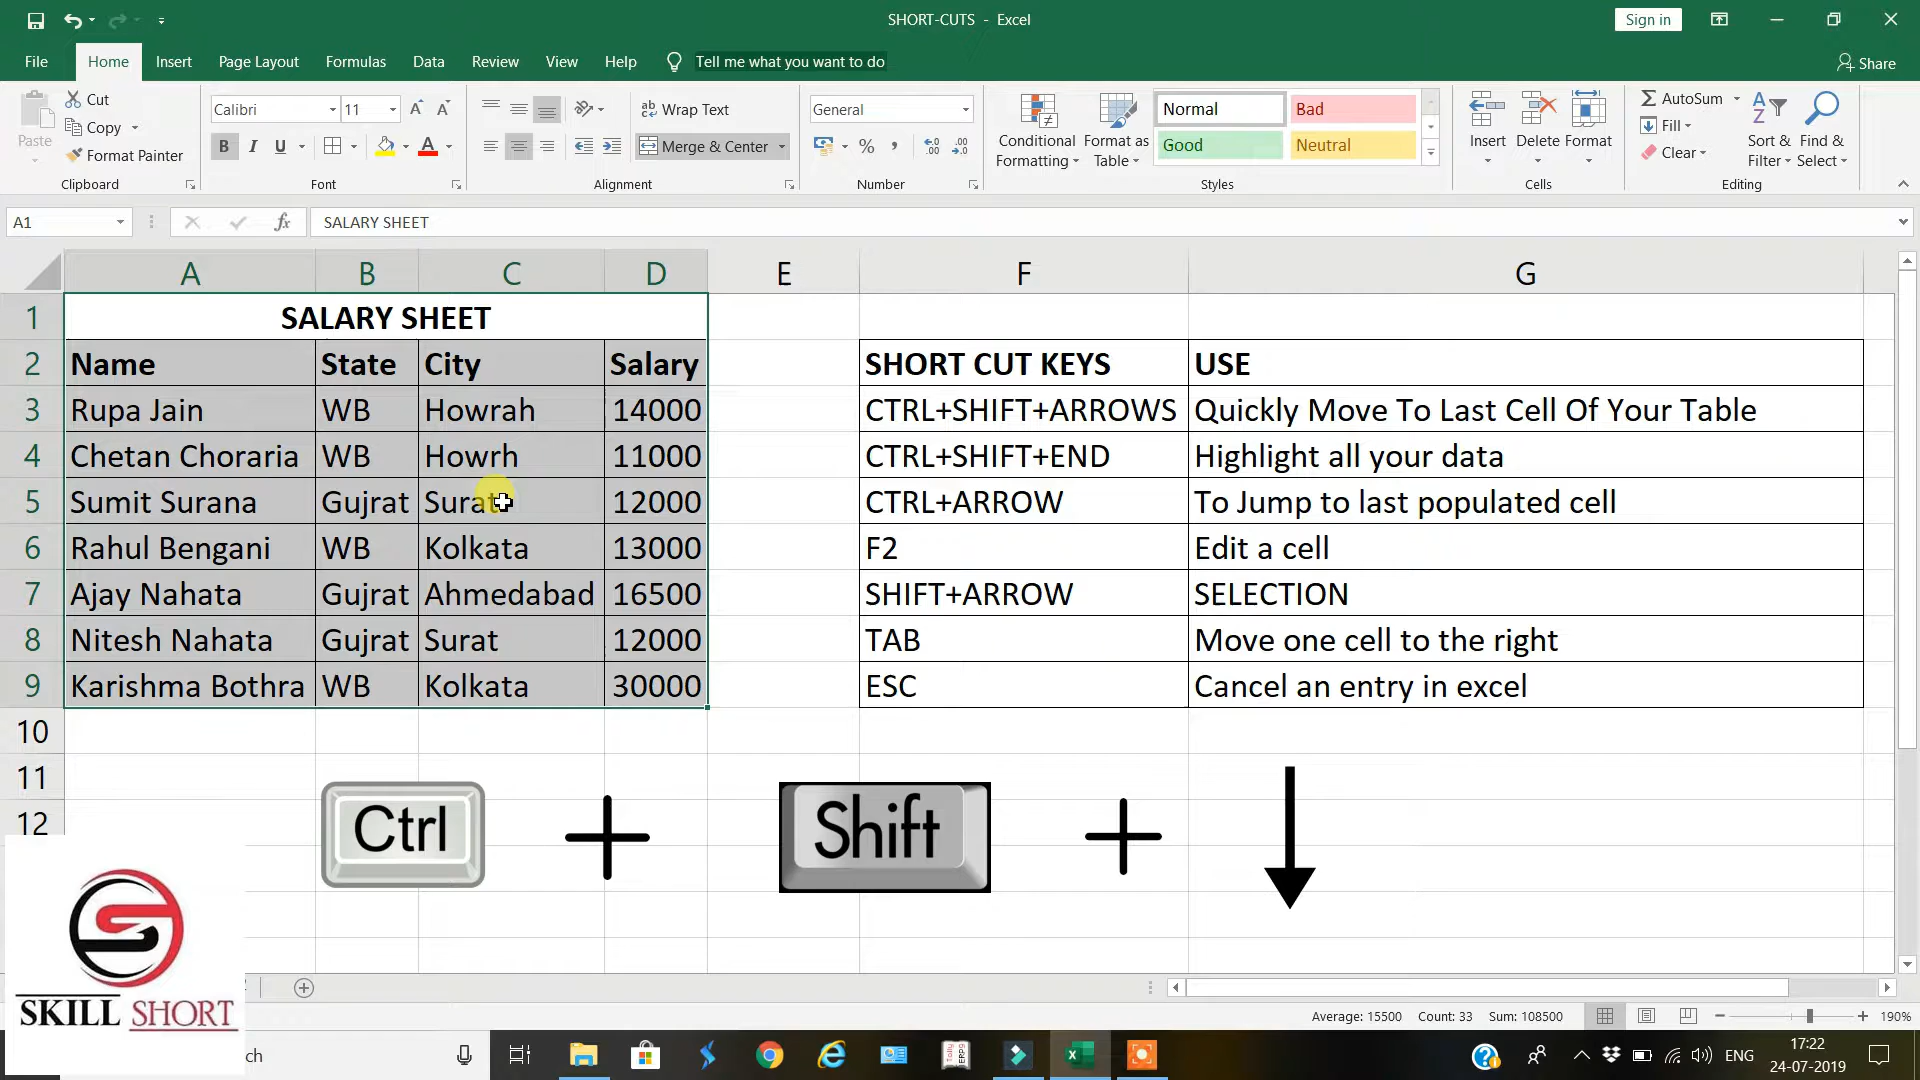 SHORT-CUTS - Excel
Sign in
File Home Insert Page Layout Formulas Data Review View Help Tell me what you want to do Share
Cut
Copy
Format Painter
Paste
Clipboard
Calibri 11
B I U
Font
Wrap Text
Merge & Center
Alignment
General
%
Number
Conditional Formatting
Format as Table
Normal Bad
Good Neutral
Styles
Insert Delete Format
Cells
AutoSum
Fill
Clear
Sort & Filter
Find & Select
Editing
A1 fx SALARY SHEET
A B C D E F G
1 SALARY SHEET
2 Name State City Salary SHORT CUT KEYS USE
3 Rupa Jain WB Howrah 14000 CTRL+SHIFT+ARROWS Quickly Move To Last Cell Of Your Table
4 Chetan Choraria WB Howrh 11000 CTRL+SHIFT+END Highlight all your data
5 Sumit Surana Gujrat Surat 12000 CTRL+ARROW To Jump to last populated cell
6 Rahul Bengani WB Kolkata 13000 F2 Edit a cell
7 Ajay Nahata Gujrat Ahmedabad 16500 SHIFT+ARROW SELECTION
8 Nitesh Nahata Gujrat Surat 12000 TAB Move one cell to the right
9 Karishma Bothra WB Kolkata 30000 ESC Cancel an entry in excel
10
11
12
Ctrl + Shift +
SKILL SHORT
Average: 15500 Count: 33 Sum: 108500 190%
ch
ENG
17:22
24-07-2019